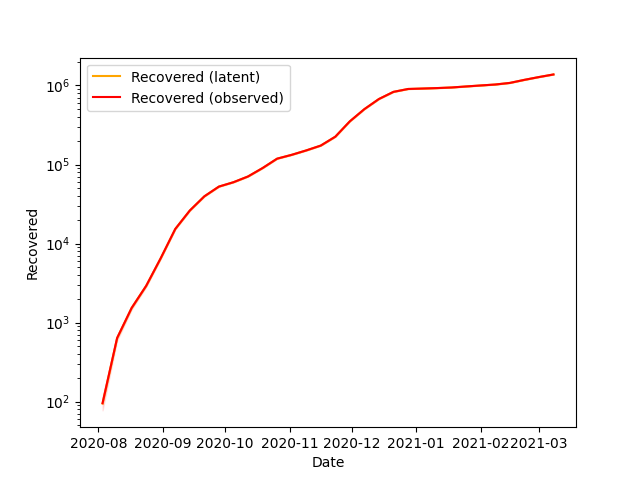 Recovered (latent)
Recovered (observed)
10^6
10^5
10^4
10^3
10^2
Recovered
2020-08 2020-09 2020-10 2020-11 2020-12 2021-01 2021-02 2021-03
Date